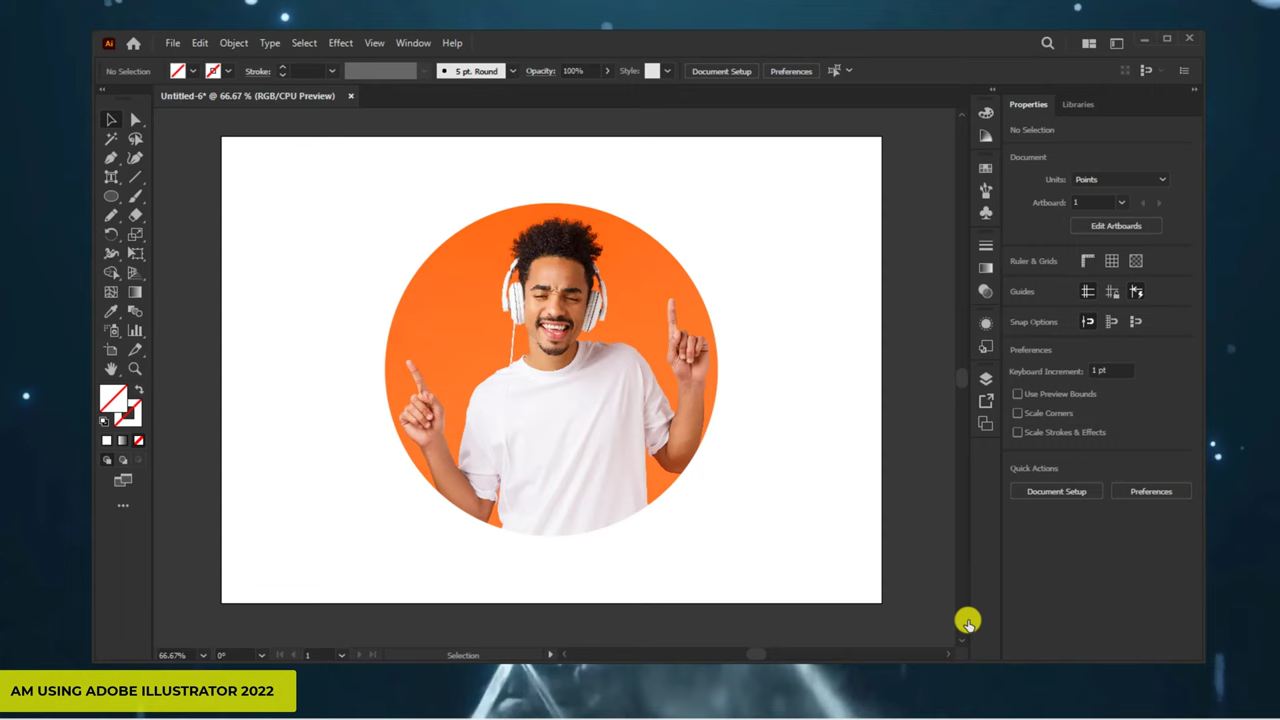 Ai File Edit Object Type Select Effect View Window Help
No Selection Stroke: 5 pt. Round Opacity: 100% Style: Document Setup Preferences
Untitled-6* @ 66.67 % (RGB/CPU Preview) ×
Properties Libraries
No Selection
Document
Units: Points
Artboard: 1
Edit Artboards
Ruler & Grids
Guides
Snap Options
Preferences
Keyboard Increment: 1 pt
Use Preview Bounds
Scale Corners
Scale Strokes & Effects
Quick Actions
Document Setup Preferences
66.67% 0° 1 Selection
AM USING ADOBE ILLUSTRATOR 2022